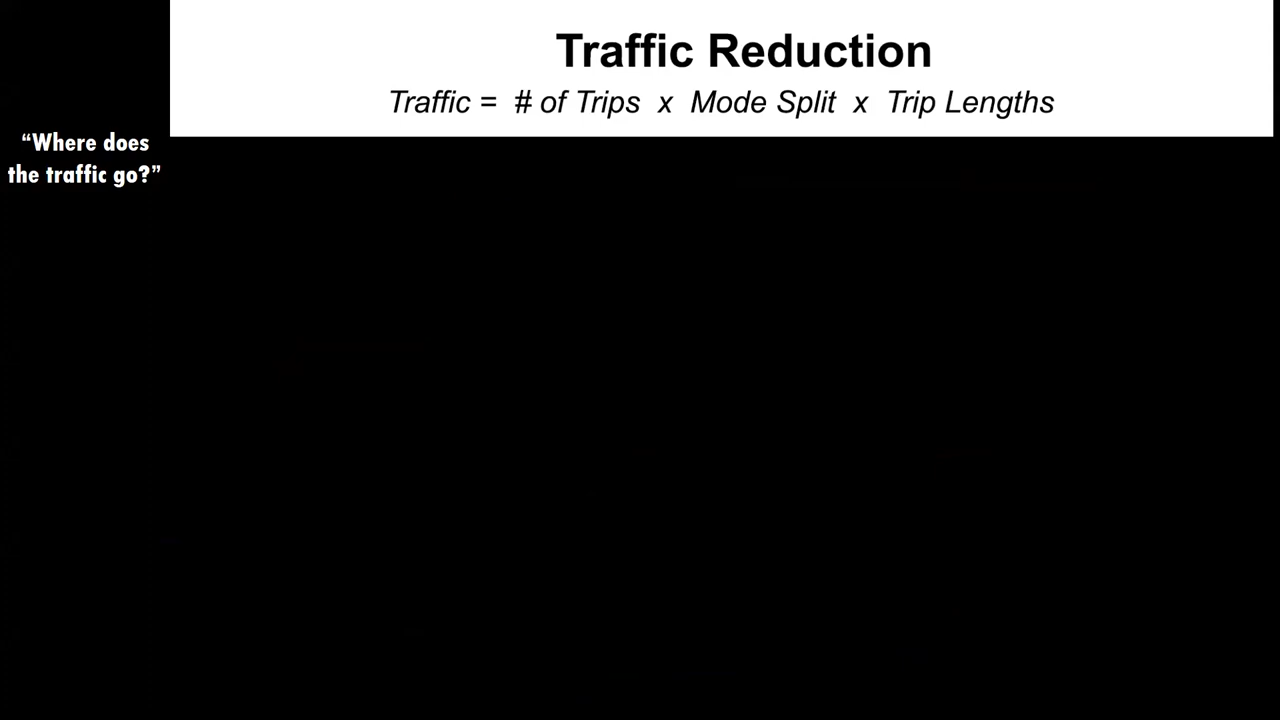 Traffic Reduction
Traffic = # of Trips x Mode Split x Trip Lengths
“Where does
the traffic go?”